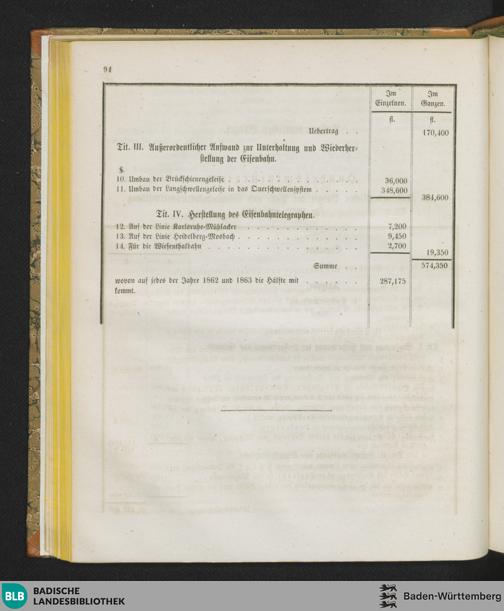 94
Im Einzelnen. Im Ganzen.
fl. fl.
Uebertrag . . 170,400
Tit. III. Außerordentlicher Aufwand zur Unterhaltung und Wiederher-
stellung der Eisenbahn.
§.
10. Umbau der Brückschienengeleise 36,000
11. Umbau der Langschwellengeleise in das Querschwellensystem 348,600
384,600
Tit. IV. Herstellung des Eisenbahntelegraphen.
12. Auf der Linie Karlsruhe-Mühlacker 7,200
13. Auf der Linie Heidelberg-Mosbach 9,450
14. Für die Wiesenthalbahn 2,700
19,350
Summe . . . 574,350
wovon auf jedes der Jahre 1862 und 1863 die Hälfte mit 287,175
kommt.
BLB BADISCHE
LANDESBIBLIOTHEK
Baden-Württemberg